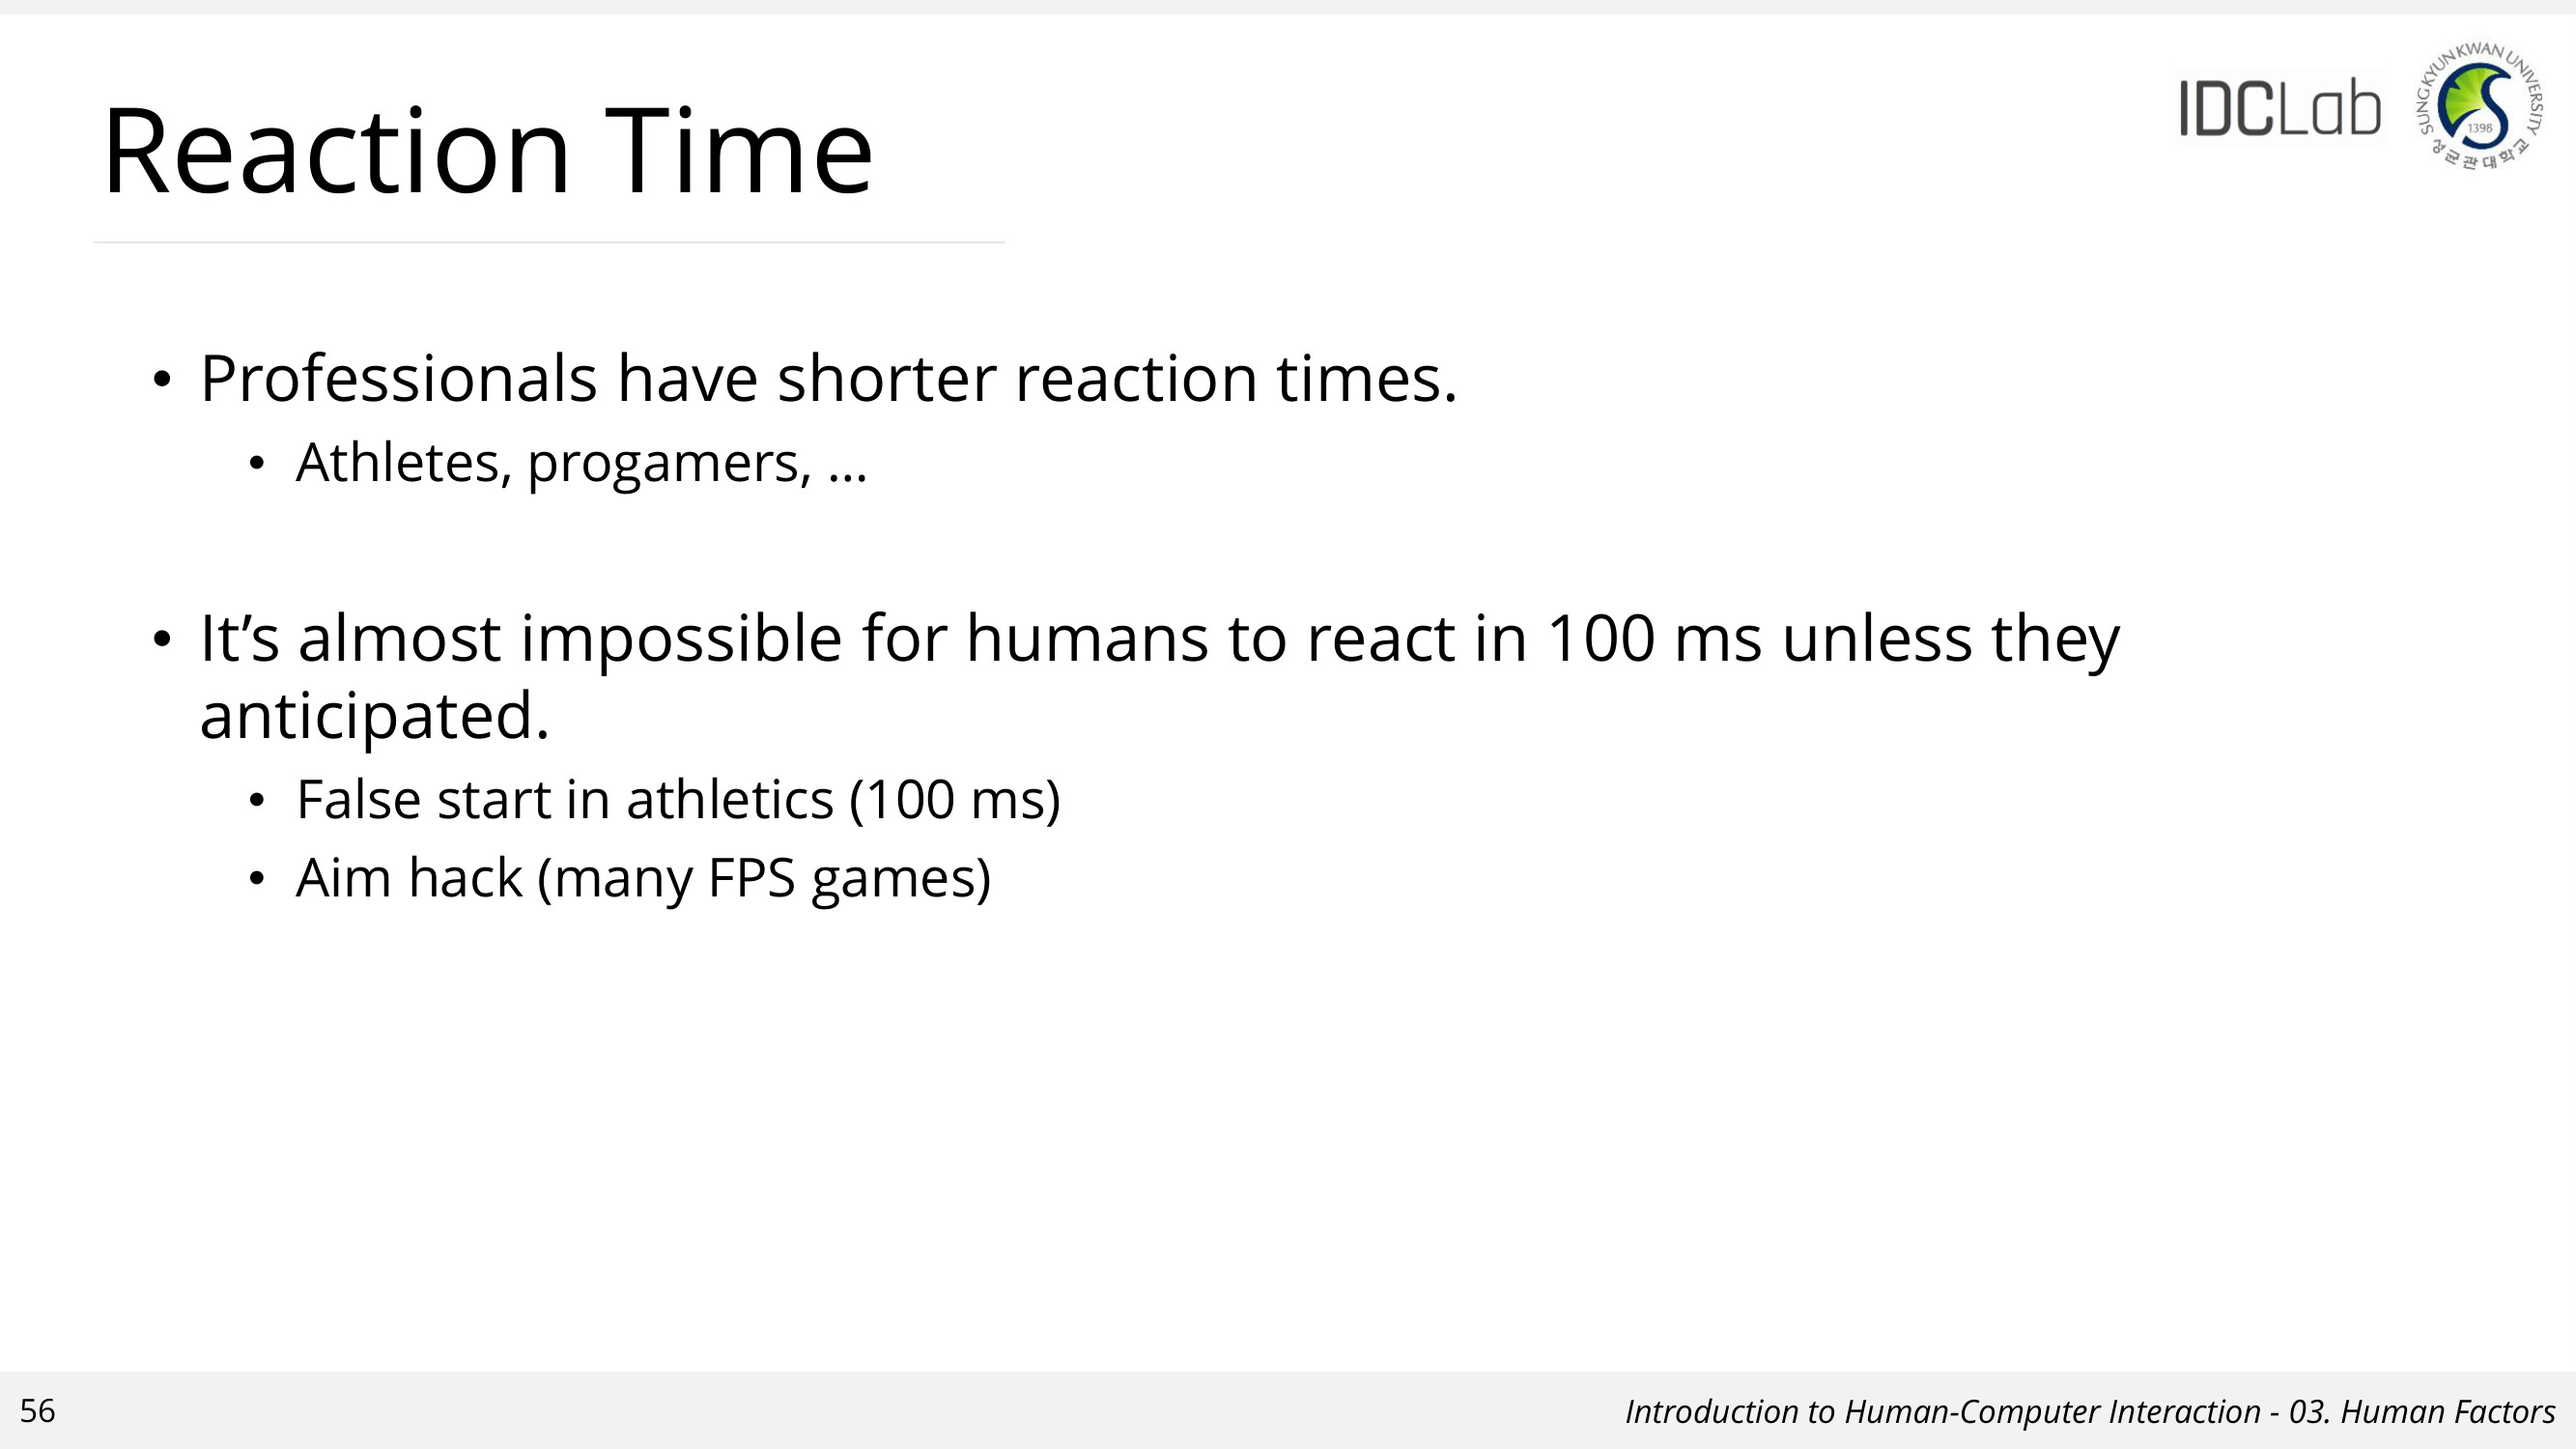 Reaction Time
IDCLab
SUNGKYUNKWAN UNIVERSITY
1398
성균관대학교
• Professionals have shorter reaction times.
• Athletes, progamers, …
• It’s almost impossible for humans to react in 100 ms unless they
anticipated.
• False start in athletics (100 ms)
• Aim hack (many FPS games)
56
Introduction to Human-Computer Interaction - 03. Human Factors